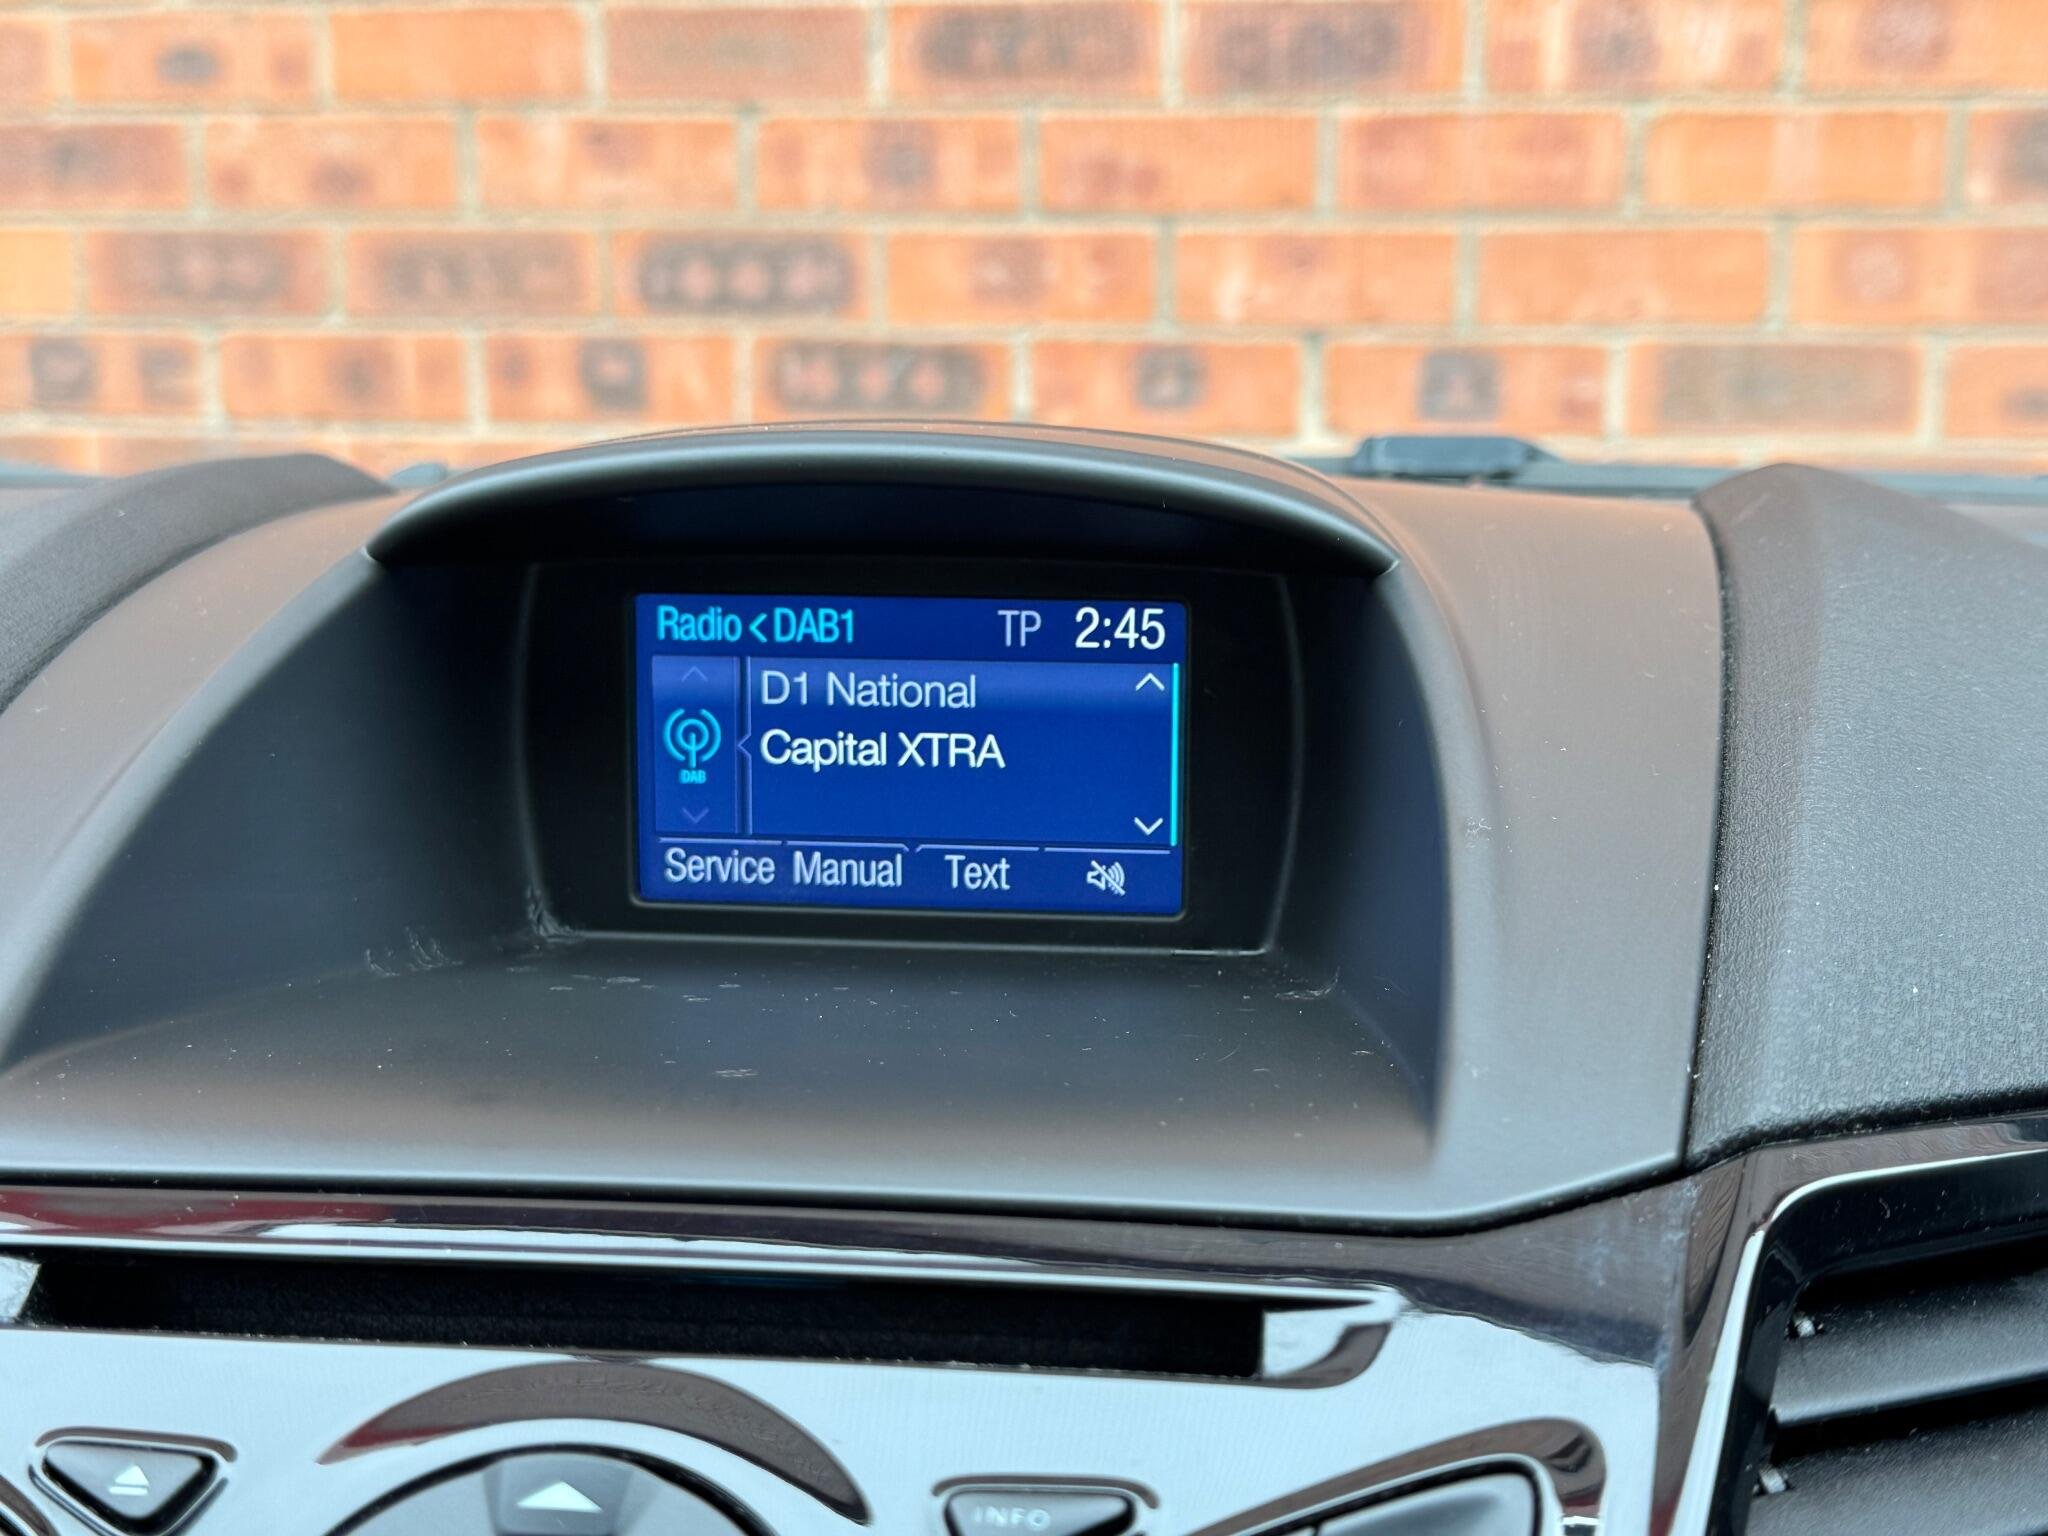 Radio < DAB1 TP 2:45
D1 National
Capital XTRA
DAB
Service Manual Text
INFO